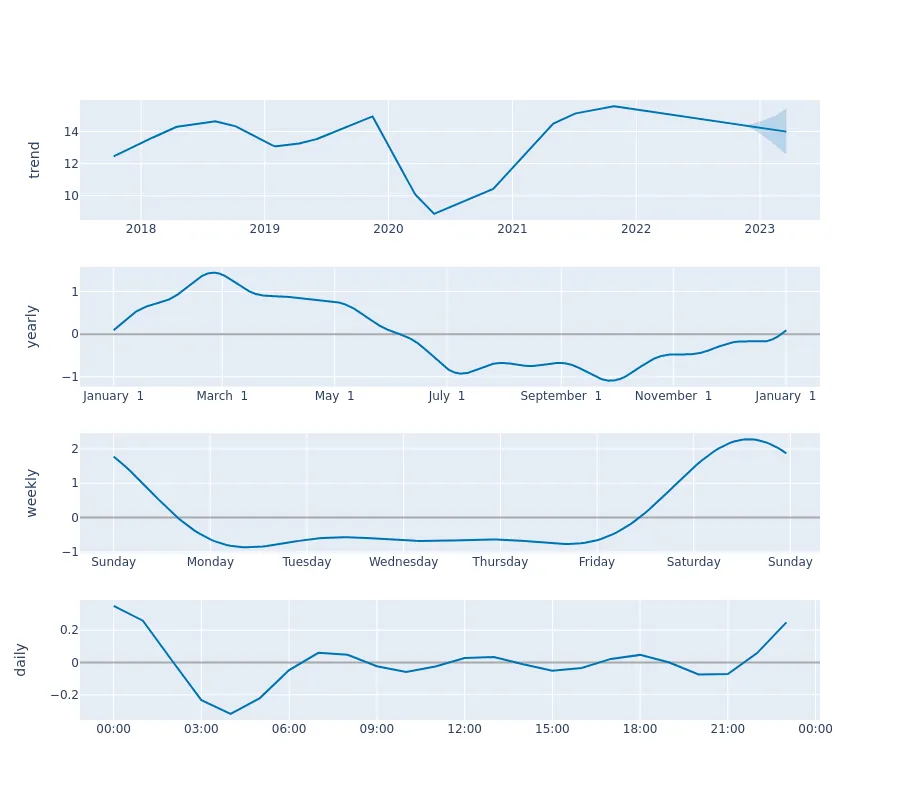 trend
14
12
10
2018 2019 2020 2021 2022 2023
yearly
1
0
−1
January 1 March 1 May 1 July 1 September 1 November 1 January 1
weekly
2
1
0
−1
Sunday Monday Tuesday Wednesday Thursday Friday Saturday Sunday
daily
0.2
0
−0.2
00:00 03:00 06:00 09:00 12:00 15:00 18:00 21:00 00:00